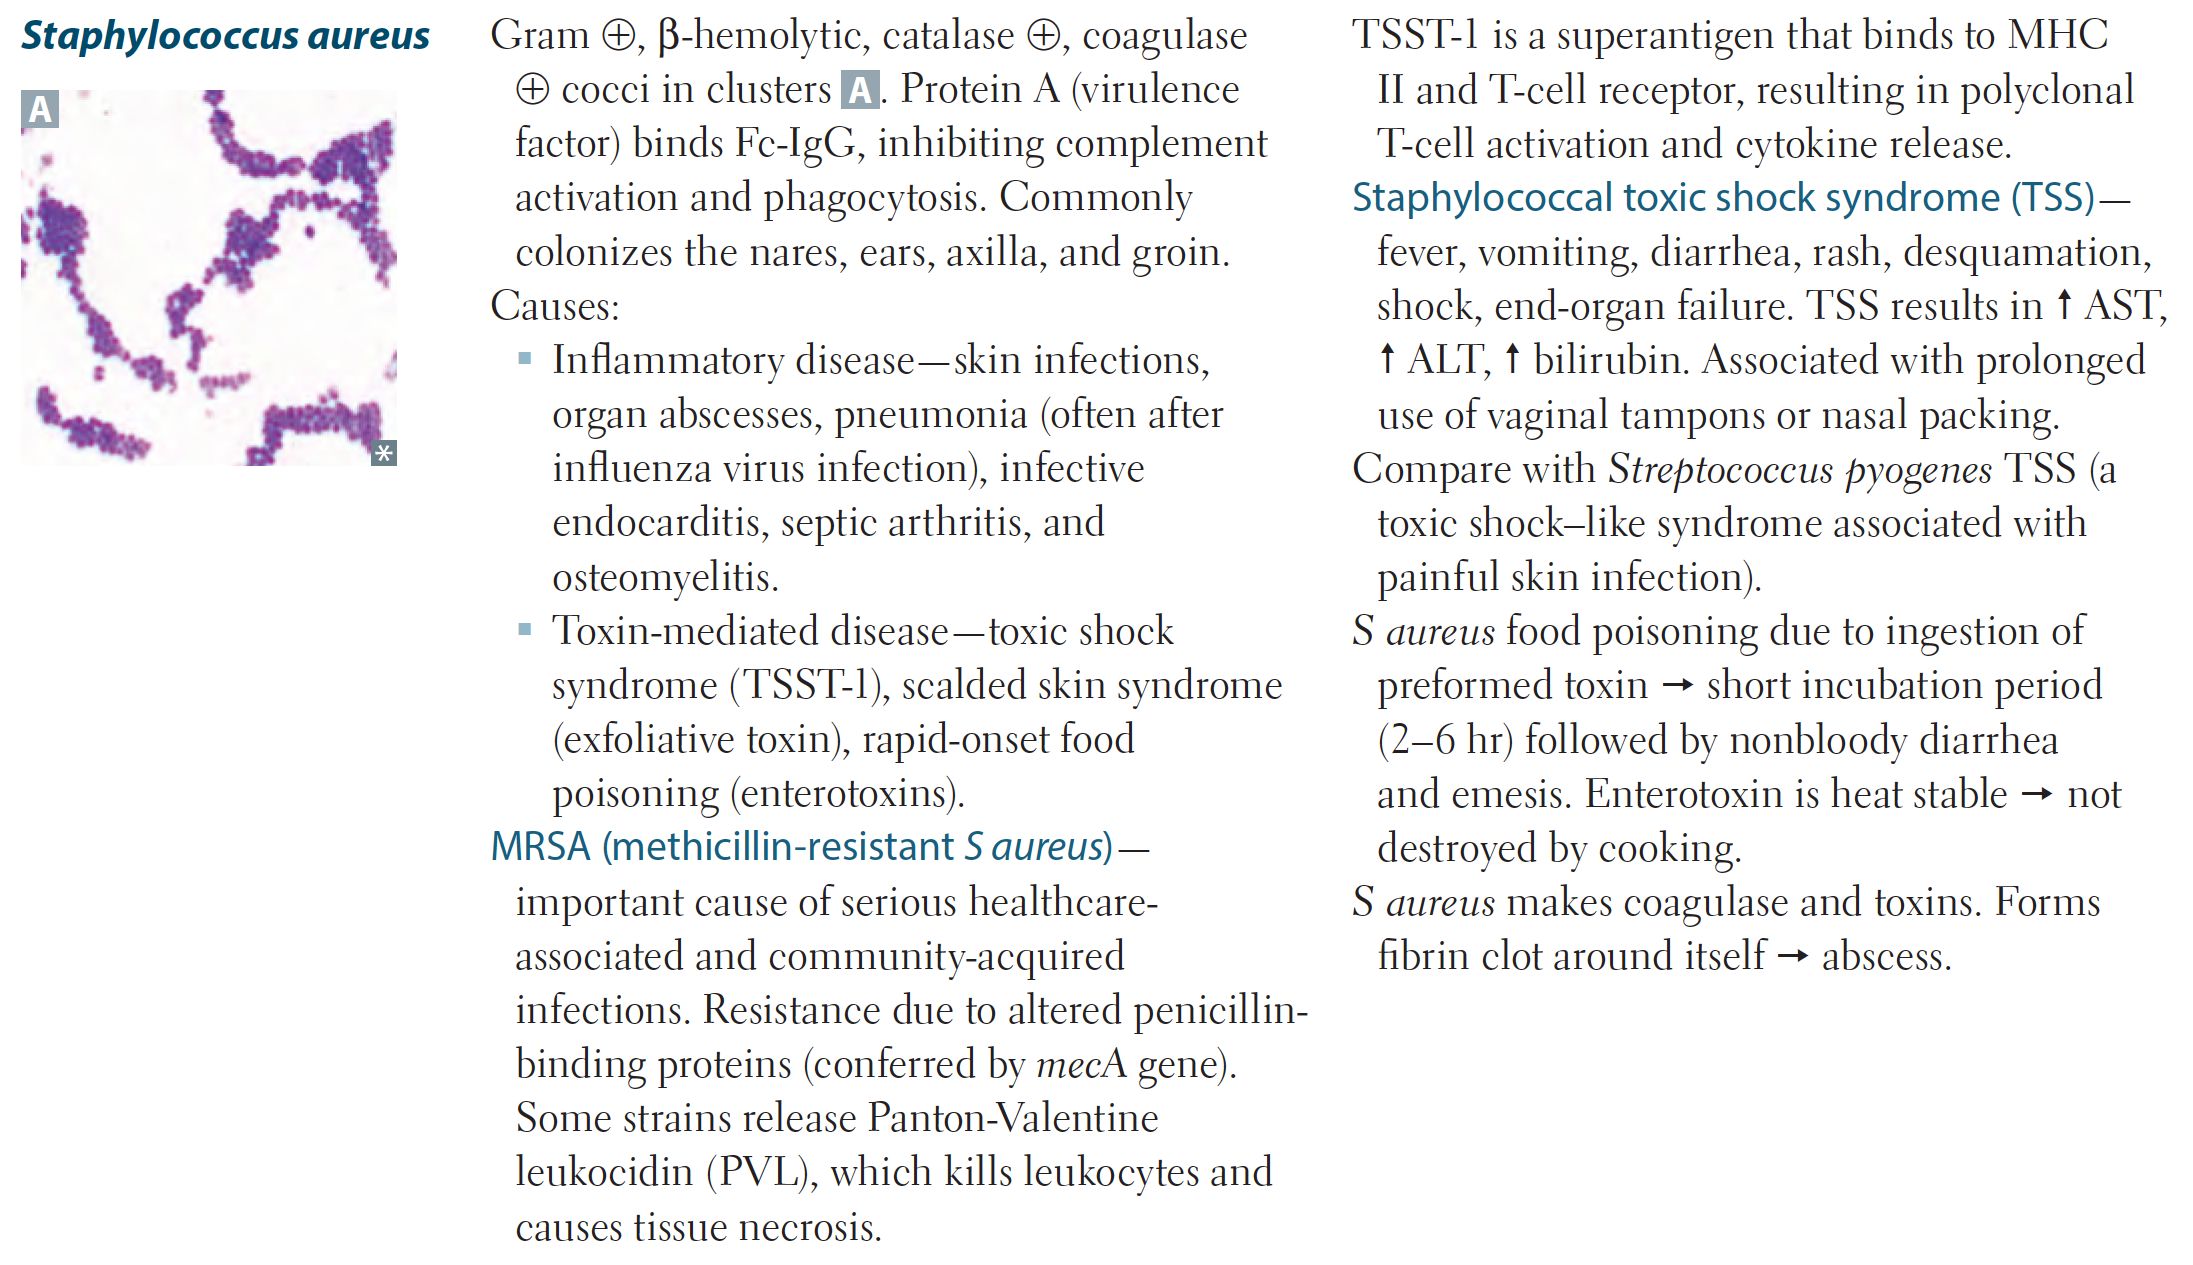 Staphylococcus aureus
A
*
Gram ⊕, β-hemolytic, catalase ⊕, coagulase
⊕ cocci in clusters A. Protein A (virulence
factor) binds Fc-IgG, inhibiting complement
activation and phagocytosis. Commonly
colonizes the nares, ears, axilla, and groin.
Causes:
▪ Inflammatory disease—skin infections,
organ abscesses, pneumonia (often after
influenza virus infection), infective
endocarditis, septic arthritis, and
osteomyelitis.
▪ Toxin-mediated disease—toxic shock
syndrome (TSST-1), scalded skin syndrome
(exfoliative toxin), rapid-onset food
poisoning (enterotoxins).
MRSA (methicillin-resistant S aureus)—
important cause of serious healthcare-
associated and community-acquired
infections. Resistance due to altered penicillin-
binding proteins (conferred by mecA gene).
Some strains release Panton-Valentine
leukocidin (PVL), which kills leukocytes and
causes tissue necrosis.
TSST-1 is a superantigen that binds to MHC
II and T-cell receptor, resulting in polyclonal
T-cell activation and cytokine release.
Staphylococcal toxic shock syndrome (TSS)—
fever, vomiting, diarrhea, rash, desquamation,
shock, end-organ failure. TSS results in ↑ AST,
↑ ALT, ↑ bilirubin. Associated with prolonged
use of vaginal tampons or nasal packing.
Compare with Streptococcus pyogenes TSS (a
toxic shock–like syndrome associated with
painful skin infection).
S aureus food poisoning due to ingestion of
preformed toxin → short incubation period
(2–6 hr) followed by nonbloody diarrhea
and emesis. Enterotoxin is heat stable → not
destroyed by cooking.
S aureus makes coagulase and toxins. Forms
fibrin clot around itself → abscess.